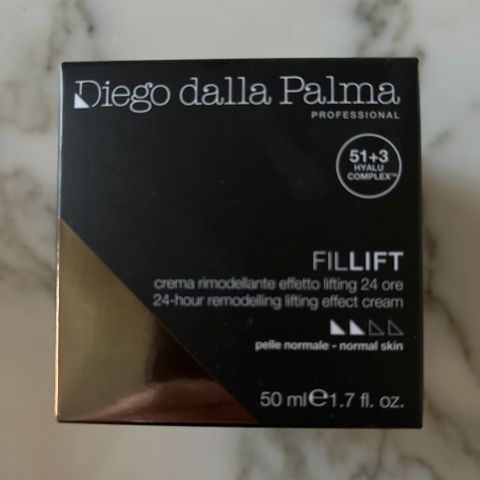 Diego dalla Palma
PROFESSIONAL
51+3
HYALU
COMPLEX™
FILLIFT
crema rimodellante effetto lifting 24 ore
24-hour remodelling lifting effect cream
pelle normale - normal skin
50 ml℮1.7 fl. oz.